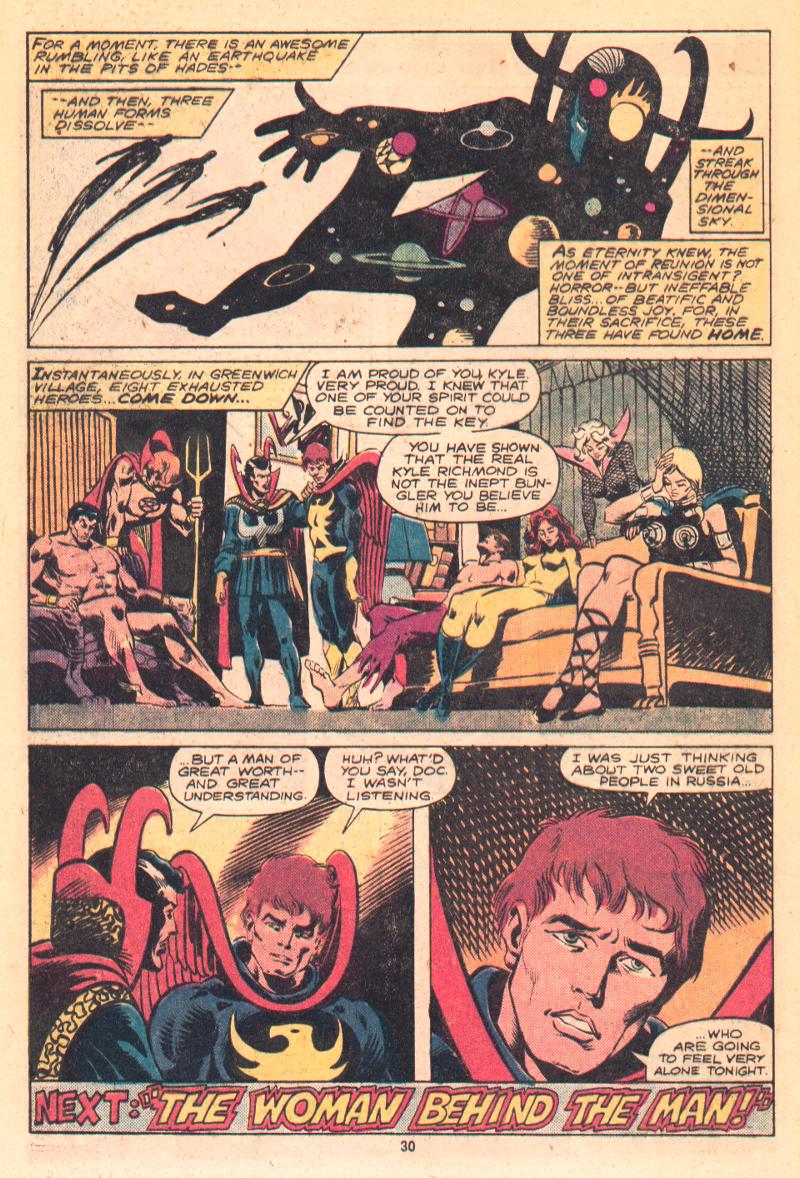 FOR A MOMENT, THERE IS AN AWESOME
RUMBLING, LIKE AN EARTHQUAKE
IN THE PITS OF HADES--
--AND THEN, THREE
HUMAN FORMS
DISSOLVE--
--AND
STREAK
THROUGH
THE
DIMEN-
SIONAL
SKY.
AS ETERNITY KNEW, THE
MOMENT OF REUNION IS NOT
ONE OF INTRANSIGENT?
HORROR--BUT INEFFABLE
BLISS... OF BEATIFIC AND
BOUNDLESS JOY. FOR, IN
THEIR SACRIFICE, THESE
THREE HAVE FOUND HOME.
INSTANTANEOUSLY, IN GREENWICH
VILLAGE, EIGHT EXHAUSTED
HEROES... COME DOWN...
I AM PROUD OF YOU, KYLE.
VERY PROUD. I KNEW THAT
ONE OF YOUR SPIRIT COULD
BE COUNTED ON TO
FIND THE KEY.
YOU HAVE SHOWN
THAT THE REAL
KYLE RICHMOND IS
NOT THE INEPT BUN-
GLER YOU BELIEVE
HIM TO BE...
...BUT A MAN OF
GREAT WORTH--
AND GREAT
UNDERSTANDING.
HUH? WHAT'D
YOU SAY, DOC.
I WASN'T
LISTENING.
I WAS JUST THINKING
ABOUT TWO SWEET OLD
PEOPLE IN RUSSIA...
...WHO
ARE GOING
TO FEEL VERY
ALONE TONIGHT.
NEXT: "THE WOMAN BEHIND THE MAN!"
30